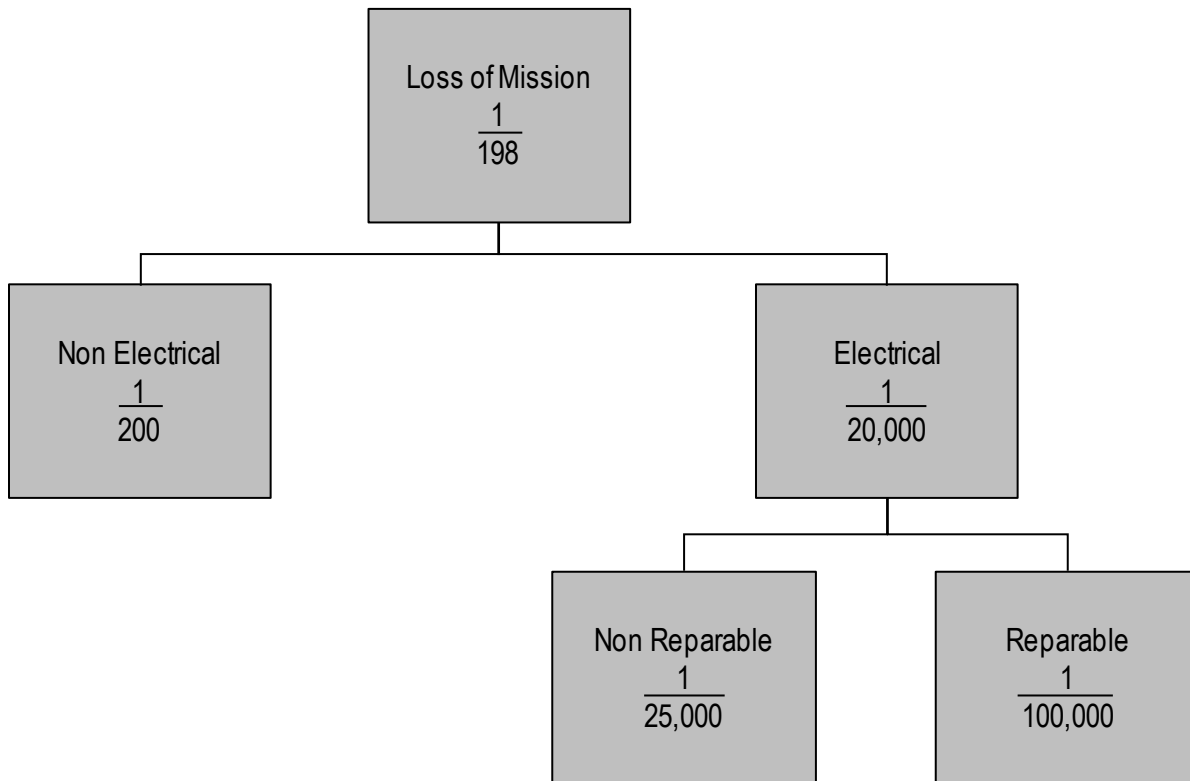 Loss of Mission
1
198
Non Electrical
1
200
Electrical
1
20,000
Non Reparable
1
25,000
Reparable
1
100,000